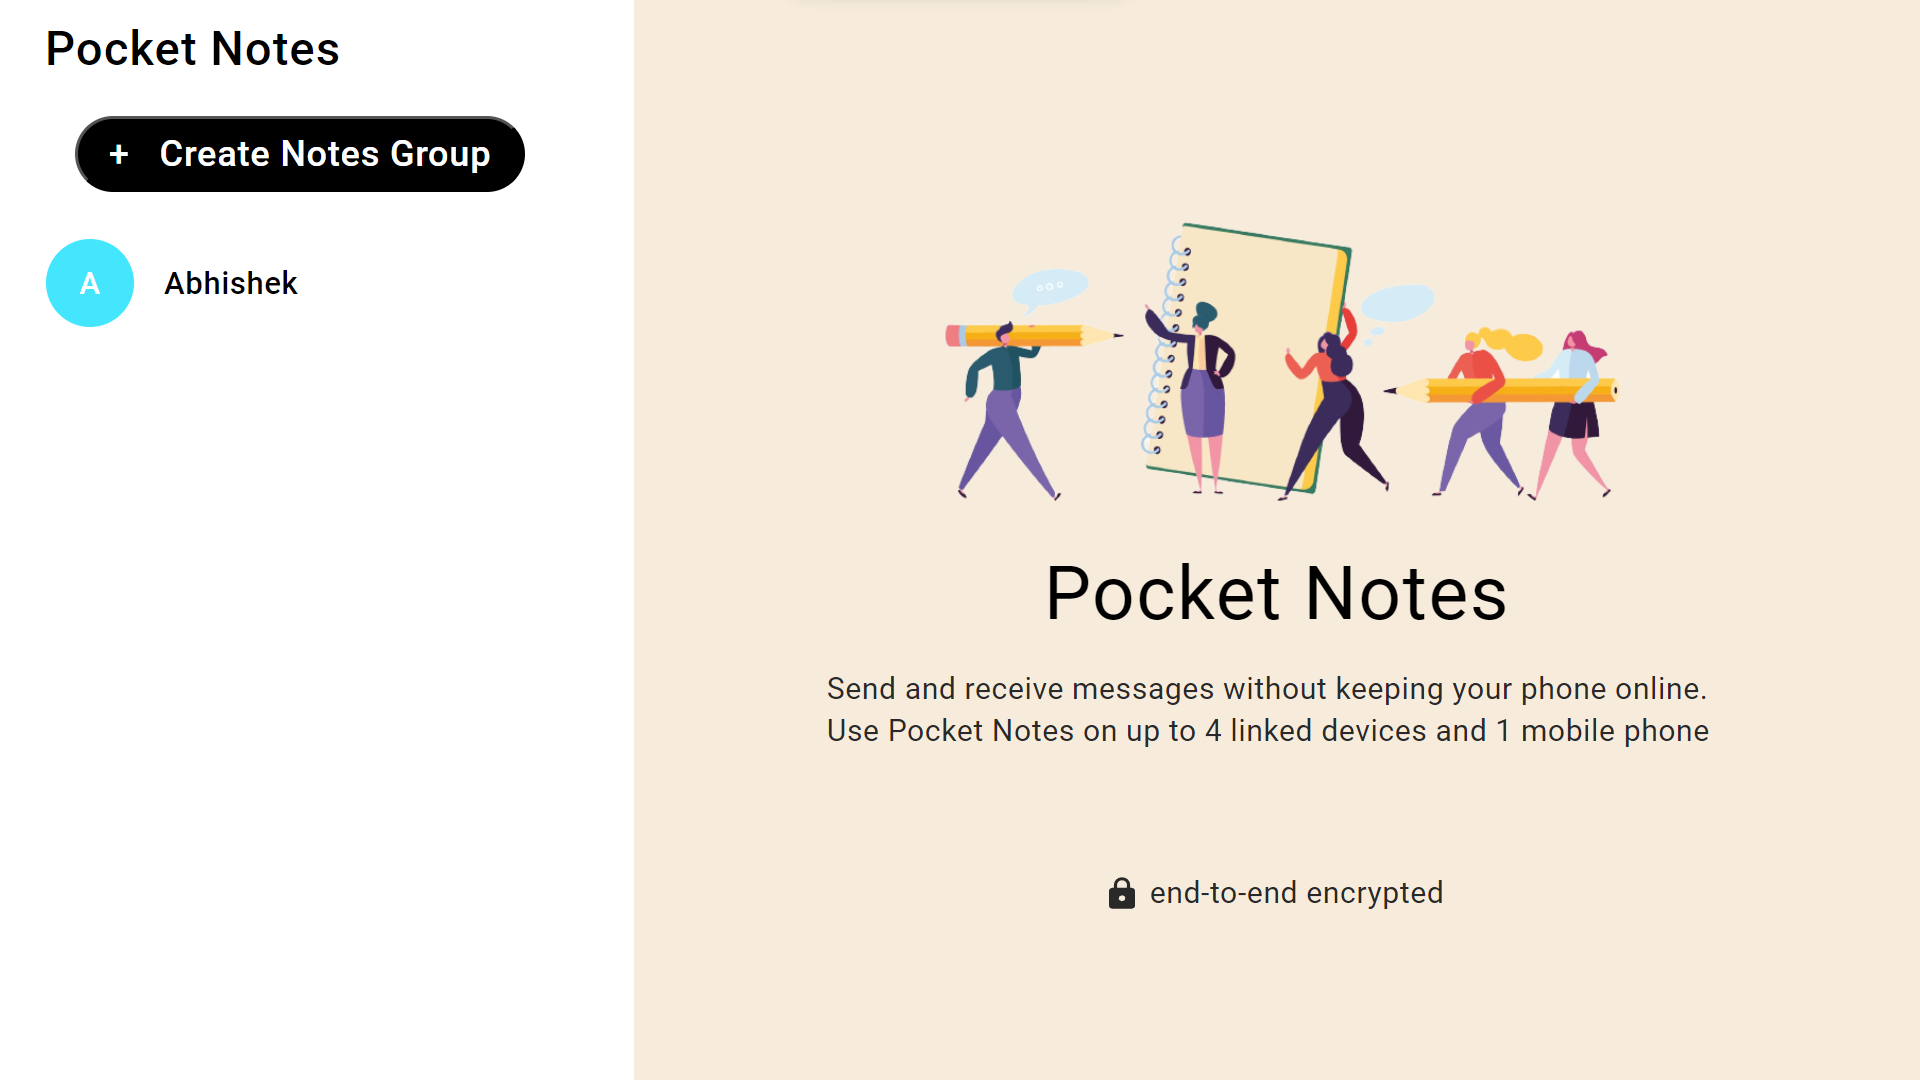 Pocket Notes
+ Create Notes Group
A Abhishek
Pocket Notes
Send and receive messages without keeping your phone online.
Use Pocket Notes on up to 4 linked devices and 1 mobile phone
end-to-end encrypted